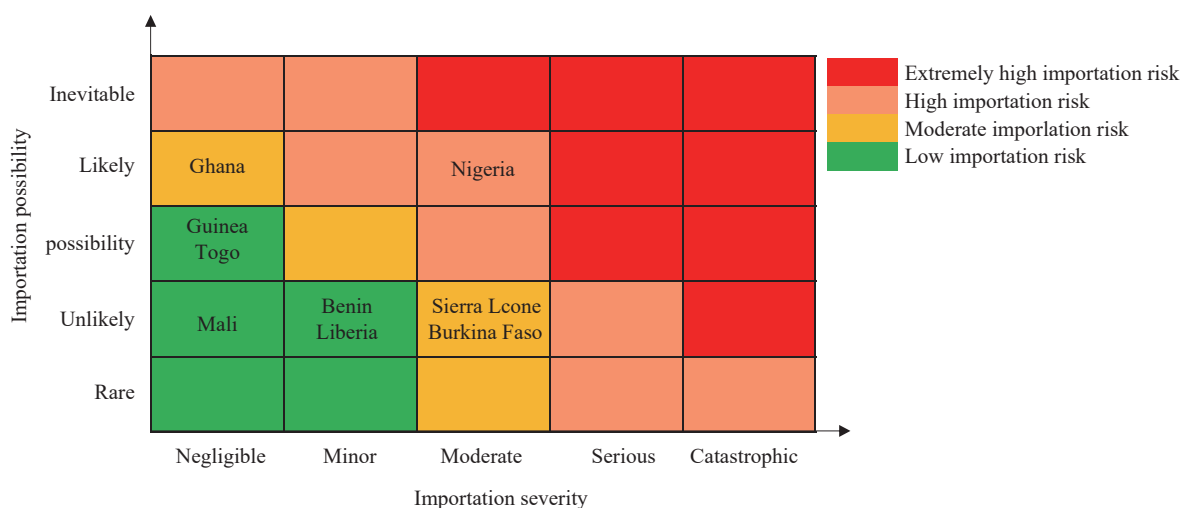 Inevitable
Extremely high importation risk
High importation risk
Moderate imporlation risk
Low importation risk
Likely
Ghana
Nigeria
Importation possibility
possibility
Guinea
Togo
Unlikely
Mali
Benin
Liberia
Sierra Lcone
Burkina Faso
Rare
Negligible
Minor
Moderate
Serious
Catastrophic
Importation severity